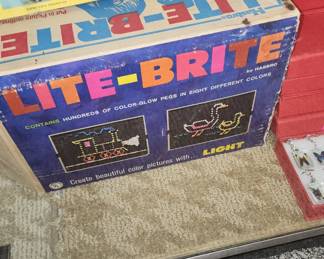 LITE-BRITE
LITE-BRITE
by HASBRO
CONTAINS HUNDREDS OF COLOR-GLOW PEGS IN EIGHT DIFFERENT COLORS
Create beautiful color pictures with... LIGHT